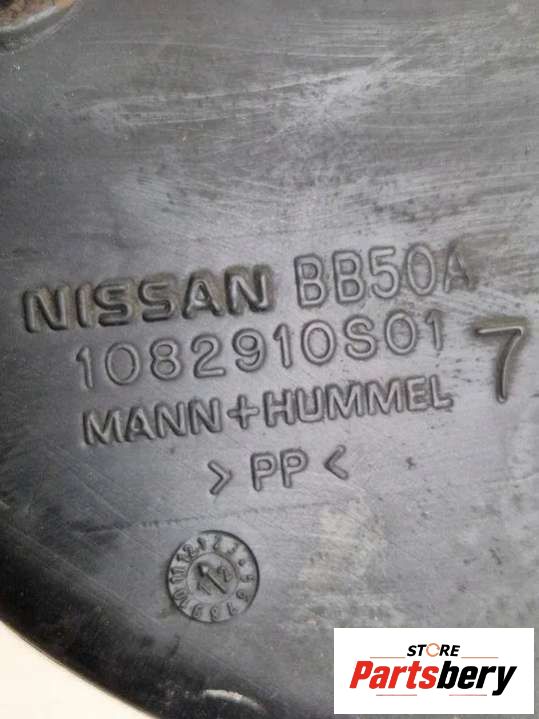 NISSAN BB50A
1082910S01 7
MANN+HUMMEL
>PP<
STORE
Partsbery